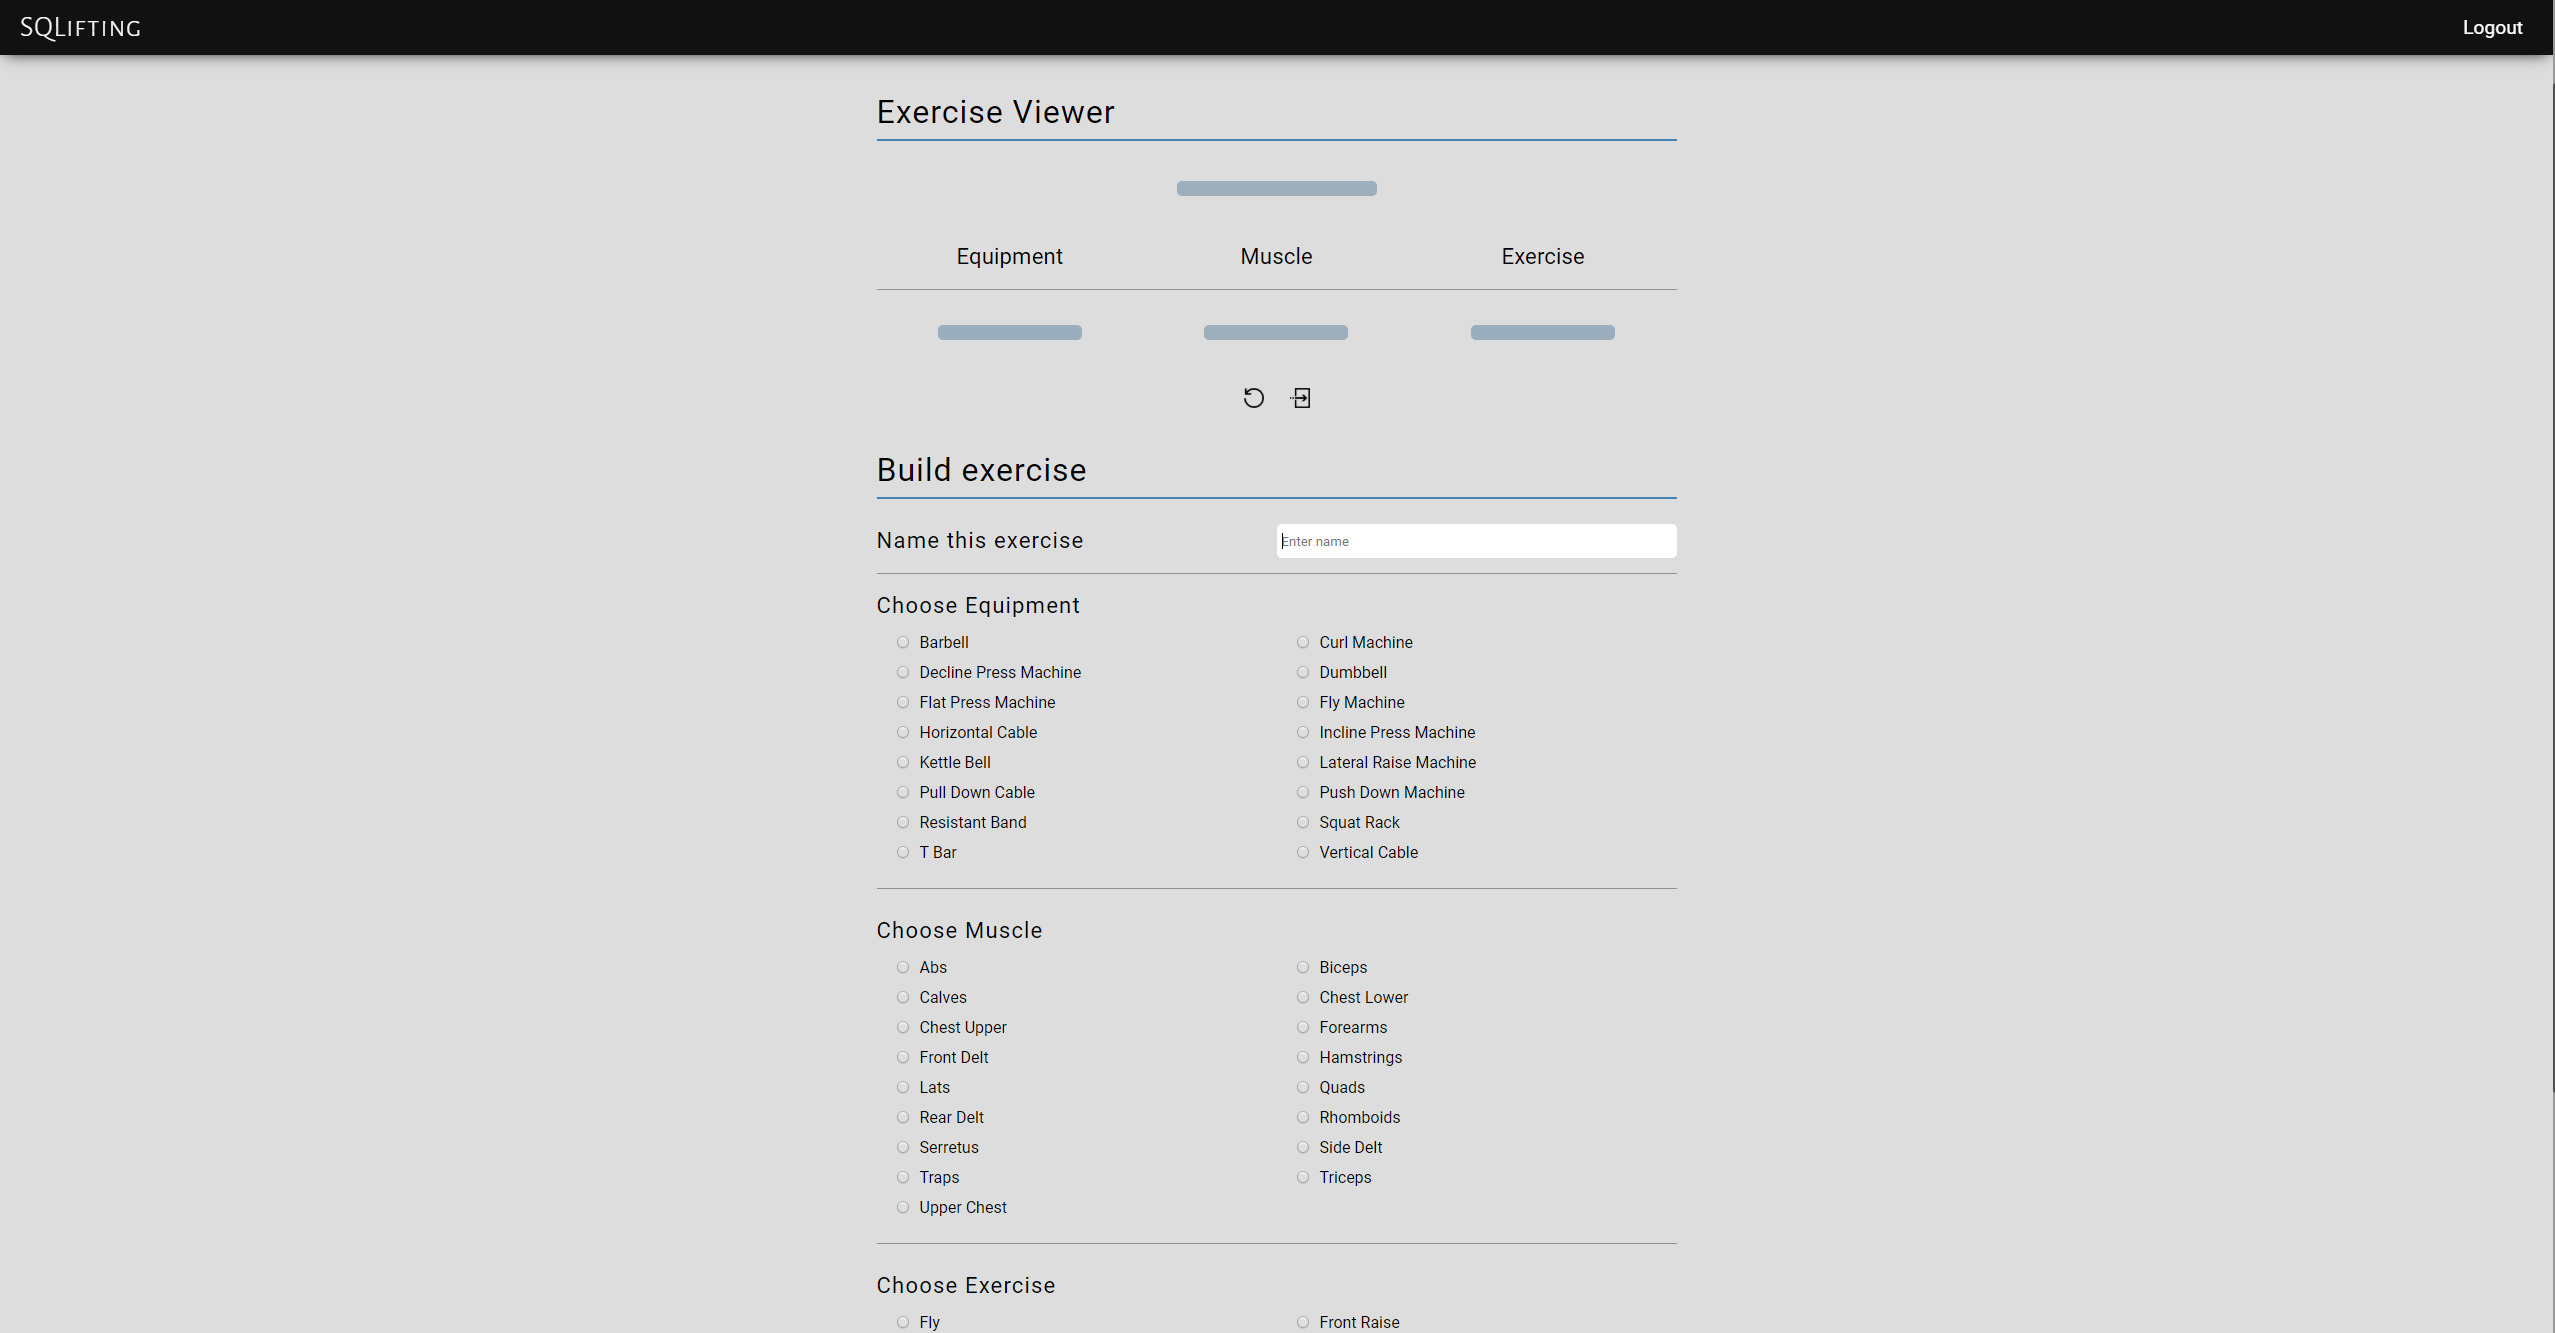 SQLifting
Logout
Exercise Viewer
Equipment Muscle Exercise
Build exercise
Name this exercise Enter name
Choose Equipment
Barbell Curl Machine
Decline Press Machine Dumbbell
Flat Press Machine Fly Machine
Horizontal Cable Incline Press Machine
Kettle Bell Lateral Raise Machine
Pull Down Cable Push Down Machine
Resistant Band Squat Rack
T Bar Vertical Cable
Choose Muscle
Abs Biceps
Calves Chest Lower
Chest Upper Forearms
Front Delt Hamstrings
Lats Quads
Rear Delt Rhomboids
Serretus Side Delt
Traps Triceps
Upper Chest
Choose Exercise
Fly Front Raise